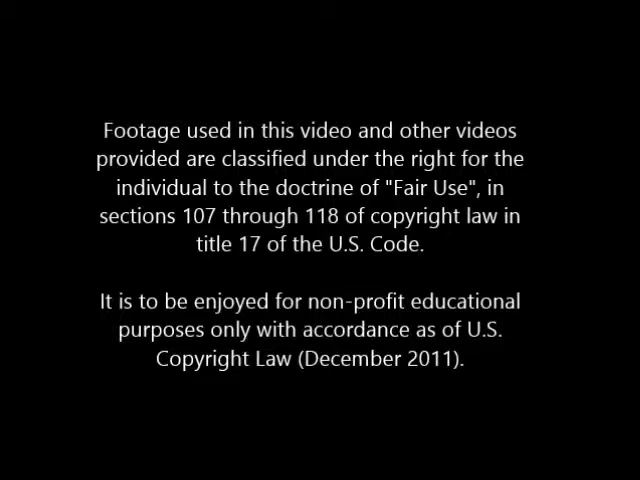 Footage used in this video and other videos
provided are classified under the right for the
individual to the doctrine of "Fair Use", in
sections 107 through 118 of copyright law in
title 17 of the U.S. Code.
It is to be enjoyed for non-profit educational
purposes only with accordance as of U.S.
Copyright Law (December 2011).